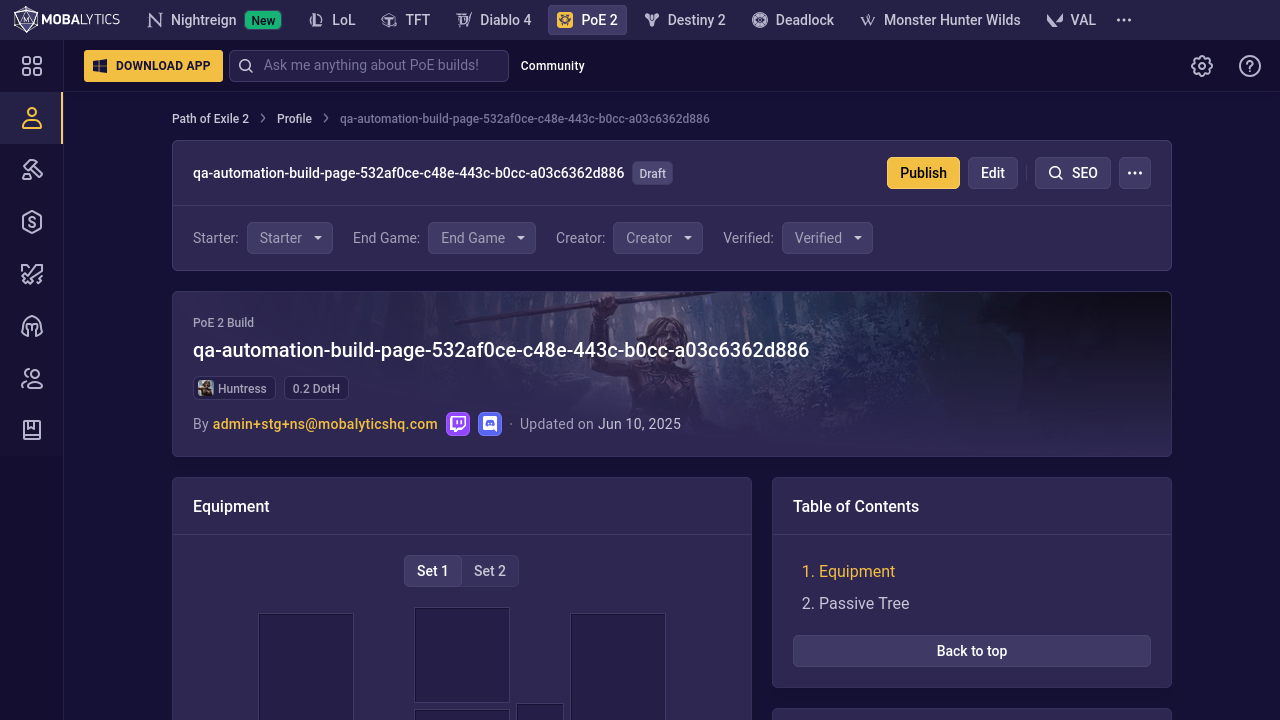 MOBALYTICS
Nightreign New LoL TFT Diablo 4 PoE 2 Destiny 2 Deadlock Monster Hunter Wilds VAL
DOWNLOAD APP Ask me anything about PoE builds! Community
Path of Exile 2 Profile qa-automation-build-page-532af0ce-c48e-443c-b0cc-a03c6362d886
qa-automation-build-page-532af0ce-c48e-443c-b0cc-a03c6362d886 Draft Publish Edit SEO
Starter: Starter End Game: End Game Creator: Creator Verified: Verified
PoE 2 Build
qa-automation-build-page-532af0ce-c48e-443c-b0cc-a03c6362d886
Huntress 0.2 DotH
By admin+stg+ns@mobalyticshq.com · Updated on Jun 10, 2025
Equipment
Set 1 Set 2
Table of Contents
1. Equipment
2. Passive Tree
Back to top